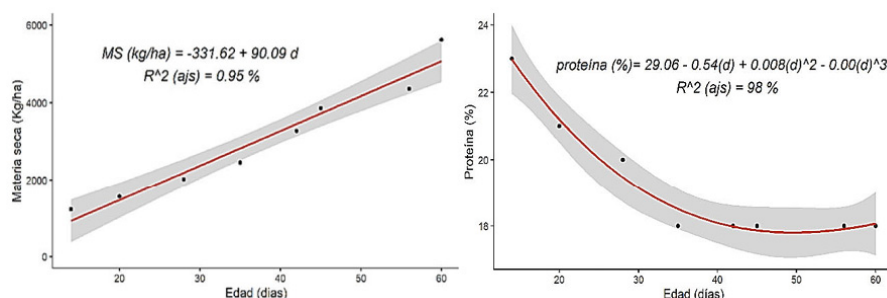 MS (kg/ha) = -331.62 + 90.09 d
R^2 (ajs) = 0.95 %
Materia seca (Kg/ha)
6000
4000
2000
0
20
30
40
50
60
Edad (días)
proteína (%)= 29.06 - 0.54(d) + 0.008(d)^2 - 0.00(d)^3
R^2 (ajs) = 98 %
Proteína (%)
24
22
20
18
16
20
30
40
50
60
Edad (días)